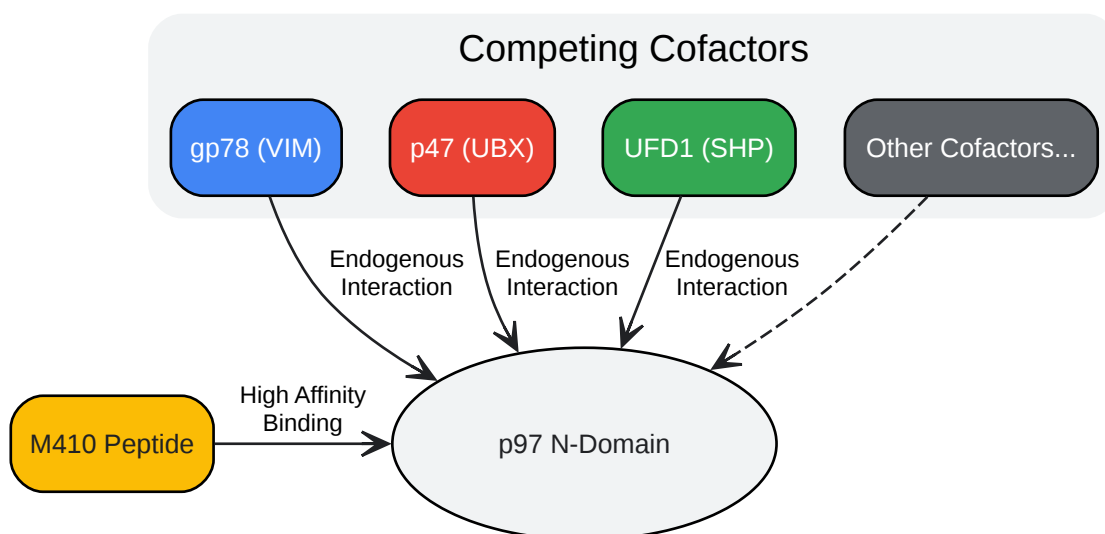 Competing Cofactors
gp78 (VIM)
p47 (UBX)
UFD1 (SHP)
Other Cofactors...
Endogenous
Interaction
Endogenous
Interaction
Endogenous
Interaction
High Affinity
Binding
M410 Peptide
p97 N-Domain